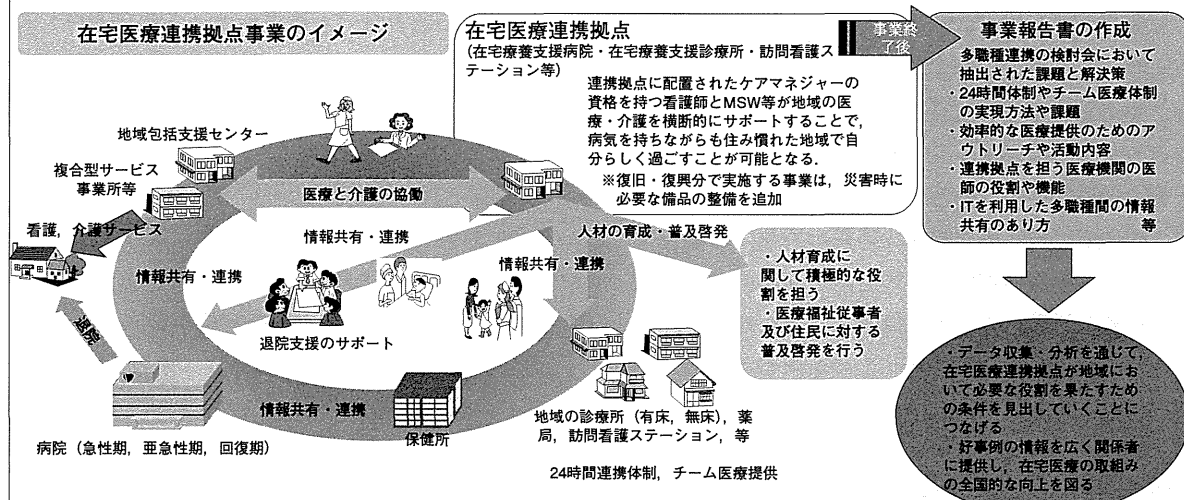 在宅医療連携拠点事業のイメージ
在宅医療連携拠点
(在宅療養支援病院・在宅療養支援診療所・訪問看護ス
テーション等)
連携拠点に配置されたケアマネジャーの
資格を持つ看護師とMSW等が地域の医
療・介護を横断的にサポートすることで,
病気を持ちながらも住み慣れた地域で自
分らしく過ごすことが可能となる.
※復旧・復興分で実施する事業は,災害時に
必要な備品の整備を追加
事業終
了後
事業報告書の作成
多職種連携の検討会において
抽出された課題と解決策
・24時間体制やチーム医療体制
の実現方法や課題
・効率的な医療提供のためのア
ウトリーチや活動内容
・連携拠点を担う医療機関の医
師の役割や機能
・ITを利用した多職種間の情報
共有のあり方 等
地域包括支援センター
複合型サービス
事業所等
医療と介護の協働
看護,介護サービス
情報共有・連携
人材の育成・普及啓発
情報共有・連携
情報共有・連携
・人材育成に
関して積極的な役
割を担う
・医療福祉従事者
及び住民に対する
普及啓発を行う
退院
退院支援のサポート
情報共有・連携
保健所
病院(急性期,亜急性期,回復期)
地域の診療所(有床,無床),薬
局,訪問看護ステーション,等
24時間連携体制,チーム医療提供
・データ収集・分析を通じて,
在宅医療連携拠点が地域にお
いて必要な役割を果たすため
の条件を見出していくことに
つなげる
・好事例の情報を広く関係者
に提供し,在宅医療の取組み
の全国的な向上を図る